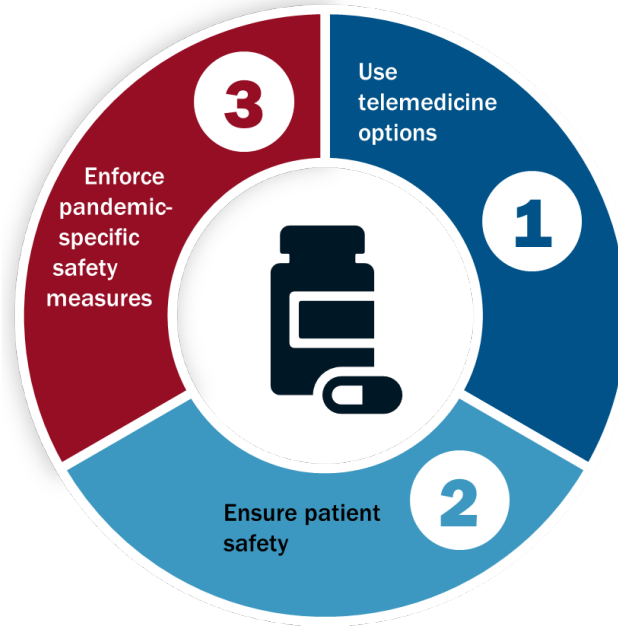 1
Use
telemedicine
options
2
Ensure patient
safety
3
Enforce
pandemic-
specific
safety
measures